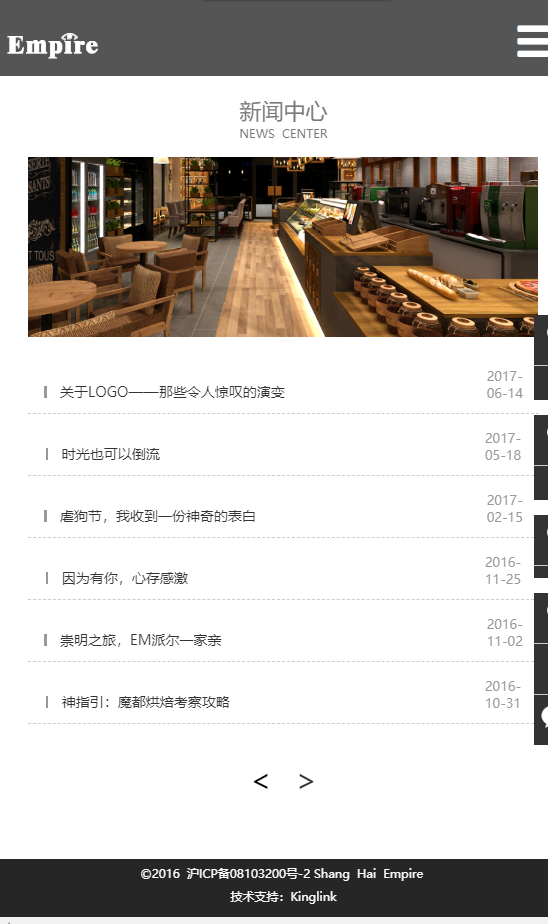 Empire
新闻中心
NEWS CENTER
SANTS
T TOUS
2017-
06-14
关于LOGO——那些令人惊叹的演变
2017-
05-18
时光也可以倒流
2017-
02-15
虐狗节，我收到一份神奇的表白
2016-
11-25
因为有你，心存感激
2016-
11-02
崇明之旅，EM派尔一家亲
2016-
10-31
神指引：魔都烘焙考察攻略
< >
©2016 沪ICP备08103200号-2 Shang Hai Empire
技术支持：Kinglink